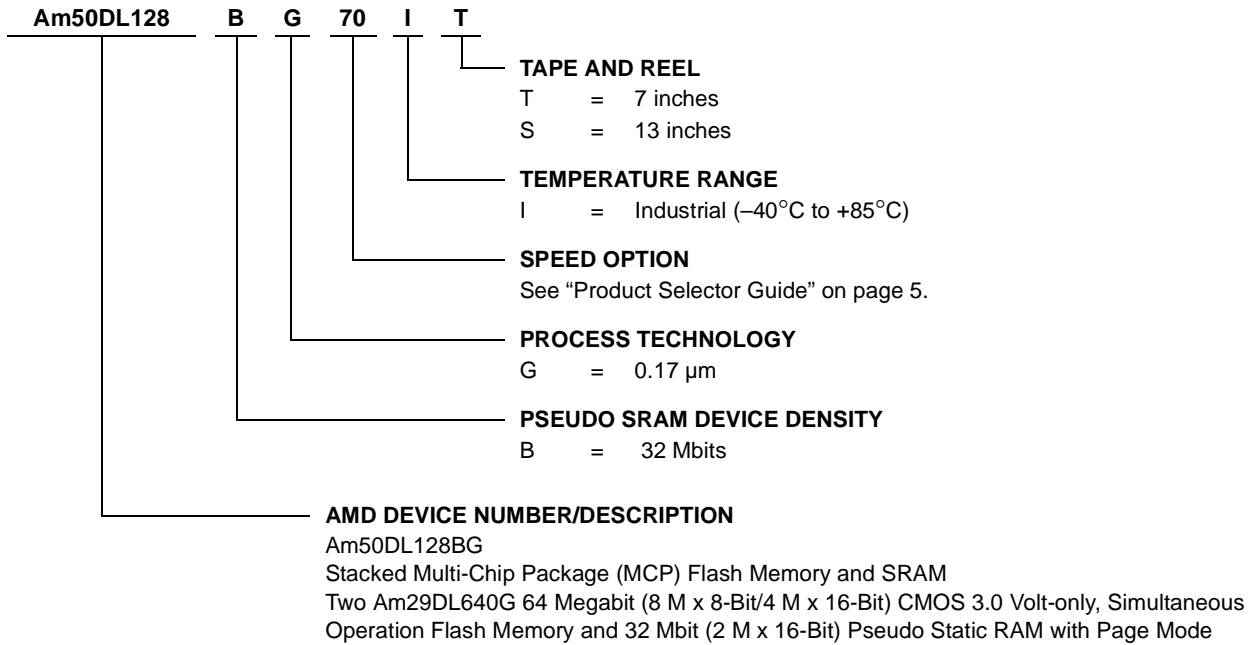 Am50DL128 B G 70 I T
TAPE AND REEL
T = 7 inches
S = 13 inches
TEMPERATURE RANGE
I = Industrial (–40°C to +85°C)
SPEED OPTION
See “Product Selector Guide” on page 5.
PROCESS TECHNOLOGY
G = 0.17 µm
PSEUDO SRAM DEVICE DENSITY
B = 32 Mbits
AMD DEVICE NUMBER/DESCRIPTION
Am50DL128BG
Stacked Multi-Chip Package (MCP) Flash Memory and SRAM
Two Am29DL640G 64 Megabit (8 M x 8-Bit/4 M x 16-Bit) CMOS 3.0 Volt-only, Simultaneous
Operation Flash Memory and 32 Mbit (2 M x 16-Bit) Pseudo Static RAM with Page Mode